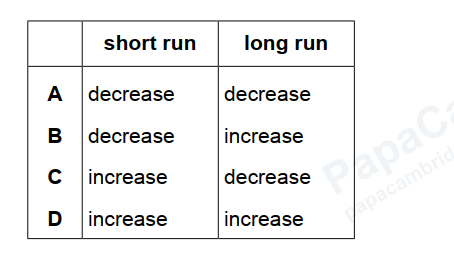 short run long run
A decrease decrease
B decrease increase
C increase decrease
D increase increase